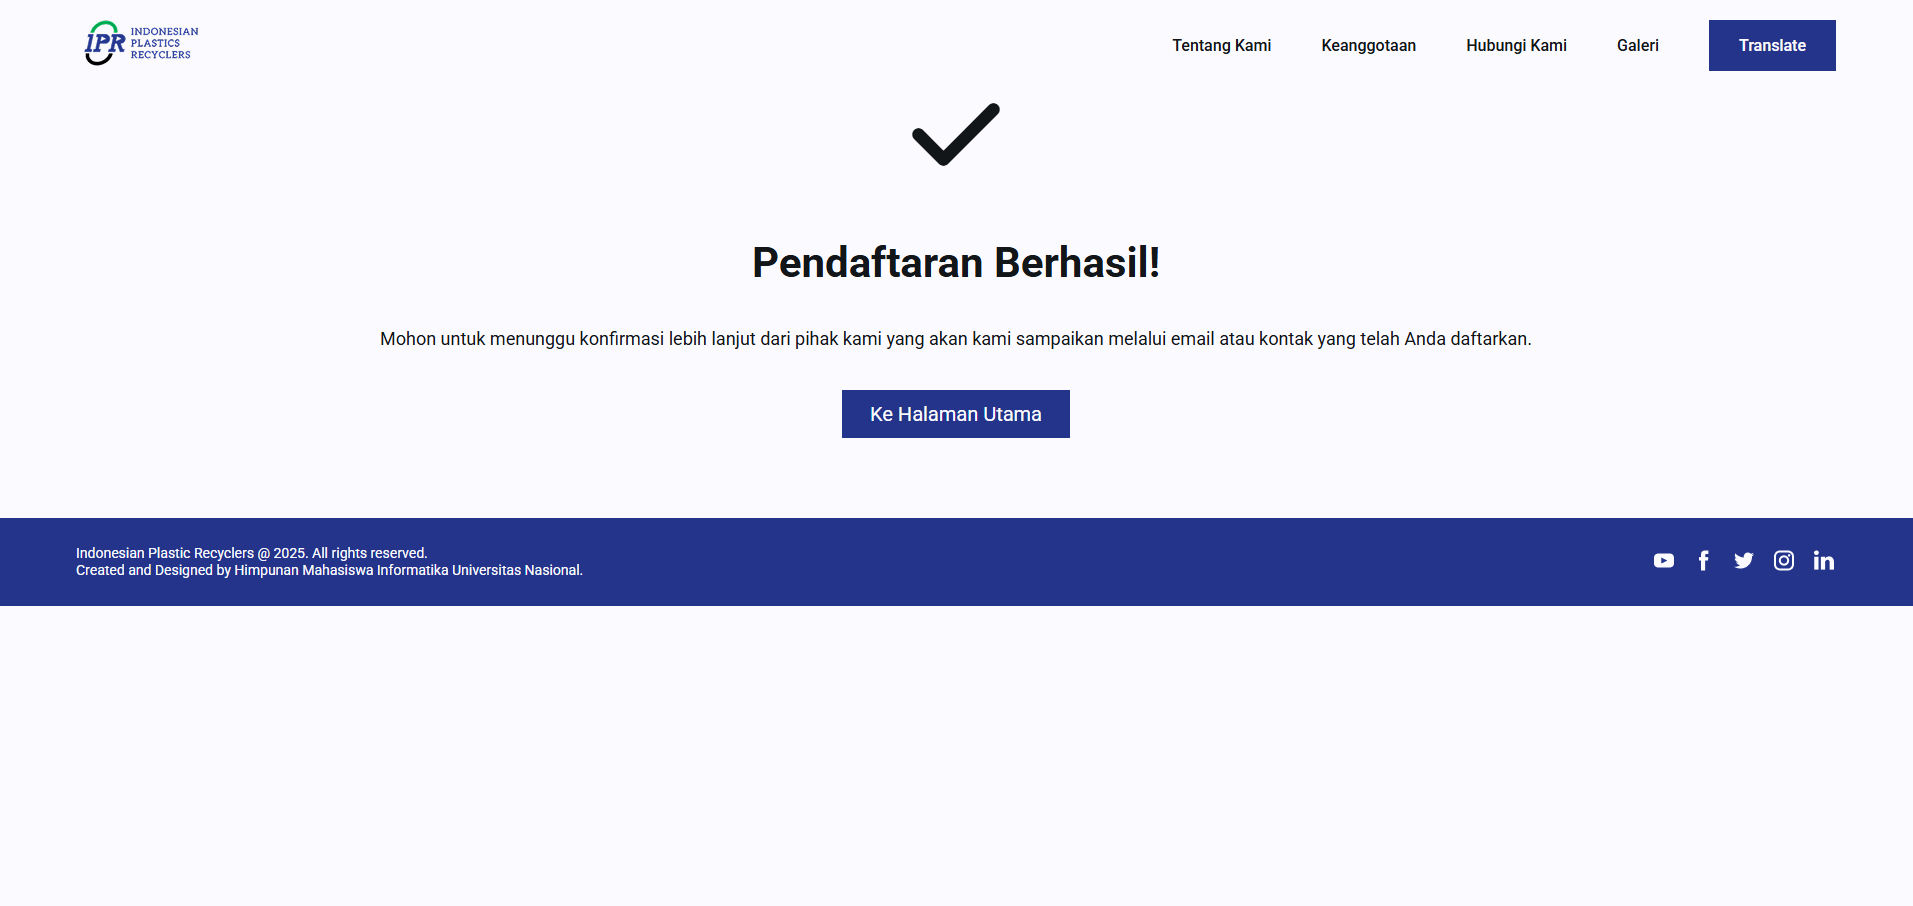 IPR
INDONESIAN
PLASTICS
RECYCLERS
Tentang Kami
Keanggotaan
Hubungi Kami
Galeri
Translate
Pendaftaran Berhasil!
Mohon untuk menunggu konfirmasi lebih lanjut dari pihak kami yang akan kami sampaikan melalui email atau kontak yang telah Anda daftarkan.
Ke Halaman Utama
Indonesian Plastic Recyclers @ 2025. All rights reserved.
Created and Designed by Himpunan Mahasiswa Informatika Universitas Nasional.